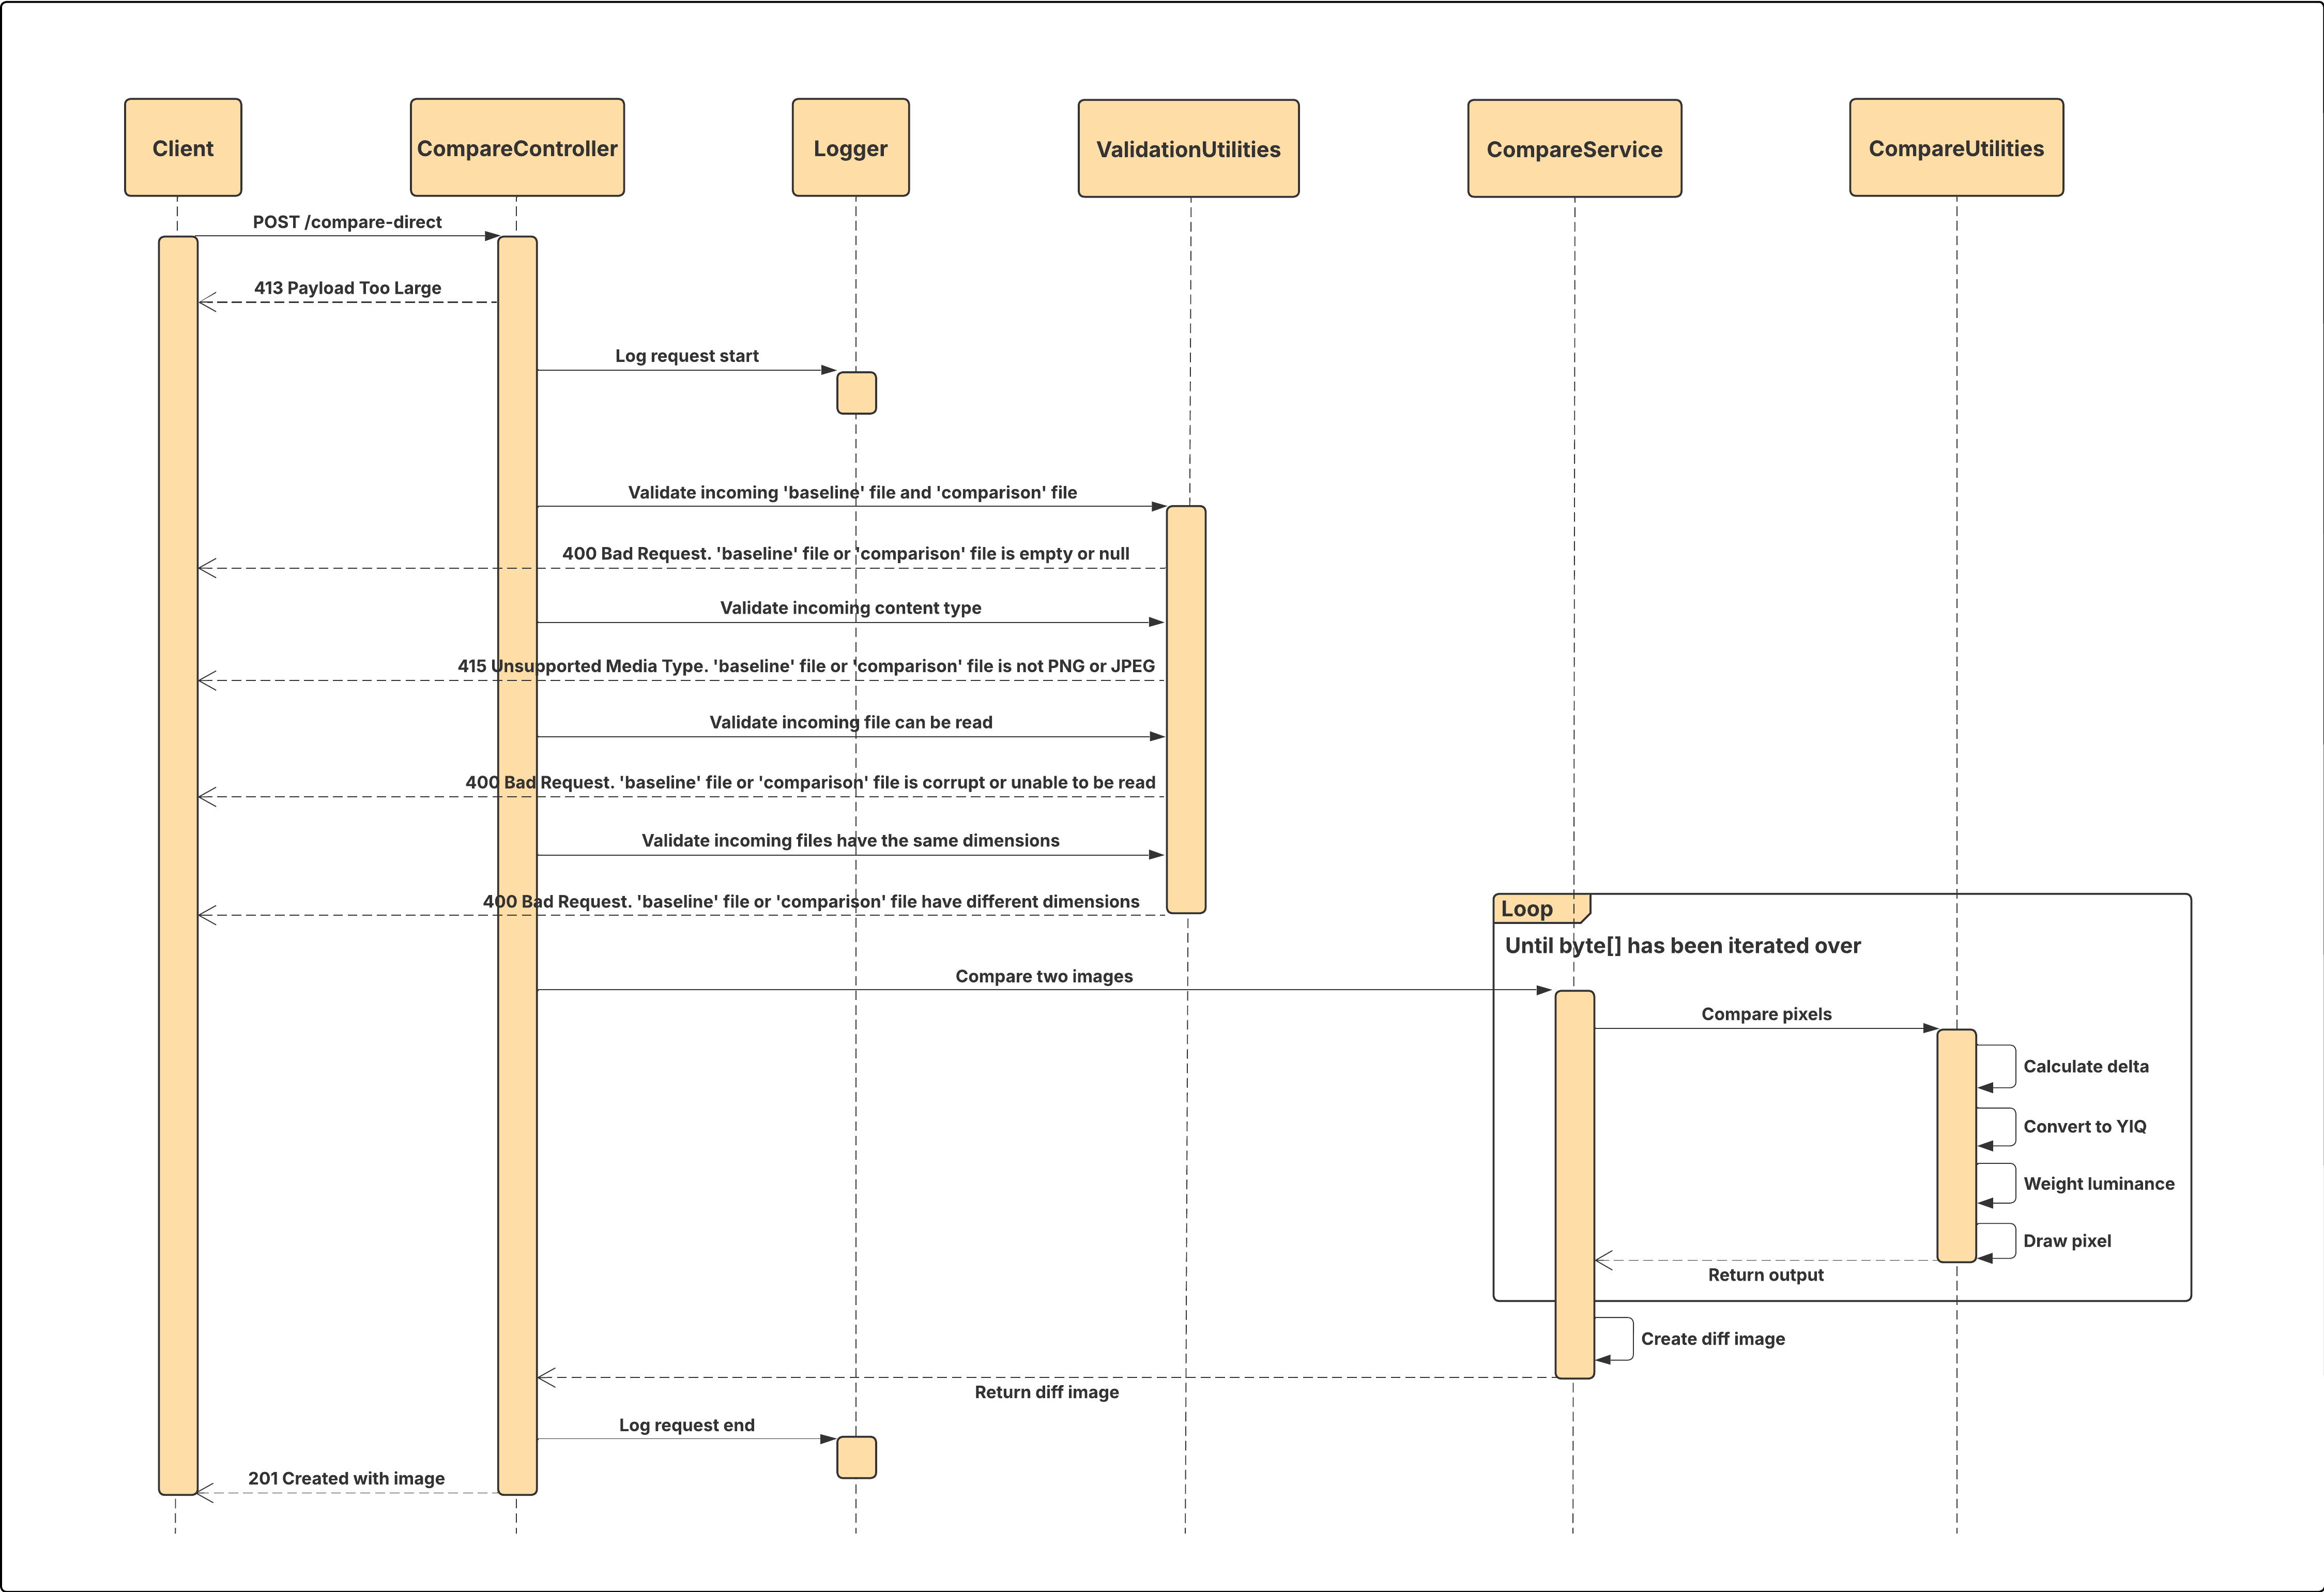 Client
CompareController
Logger
ValidationUtilities
CompareService
CompareUtilities
POST /compare-direct
413 Payload Too Large
Log request start
Validate incoming 'baseline' file and 'comparison' file
400 Bad Request. 'baseline' file or 'comparison' file is empty or null
Validate incoming content type
415 Unsupported Media Type. 'baseline' file or 'comparison' file is not PNG or JPEG
Validate incoming file can be read
400 Bad Request. 'baseline' file or 'comparison' file is corrupt or unable to be read
Validate incoming files have the same dimensions
400 Bad Request. 'baseline' file or 'comparison' file have different dimensions
Loop
Until byte[] has been iterated over
Compare two images
Compare pixels
Calculate delta
Convert to YIQ
Weight luminance
Draw pixel
Return output
Create diff image
Return diff image
Log request end
201 Created with image